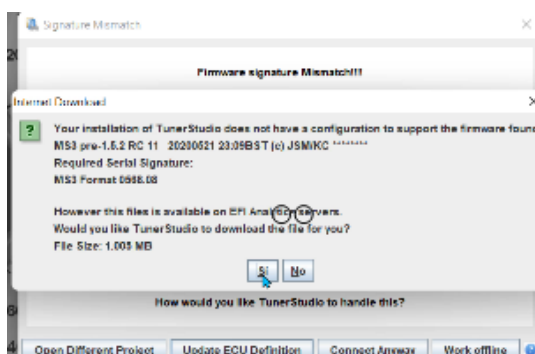 Signature Mismatch
Firmware signature Mismatch!!!
Internet Download
Your installation of TunerStudio does not have a configuration to support the firmware foun
MS3 pre-1.5.2 RC 11 20200521 23:09BST (c) JSM/KC ********
Required Serial Signature:
MS3 Format 0568.08
However this files is available on EFI Analytics servers.
Would you like TunerStudio to download the file for you?
File Size: 1.005 MB
Sí No
How would you like TunerStudio to handle this?
Open Different Project Update ECU Definition Connect Anyway Work offline